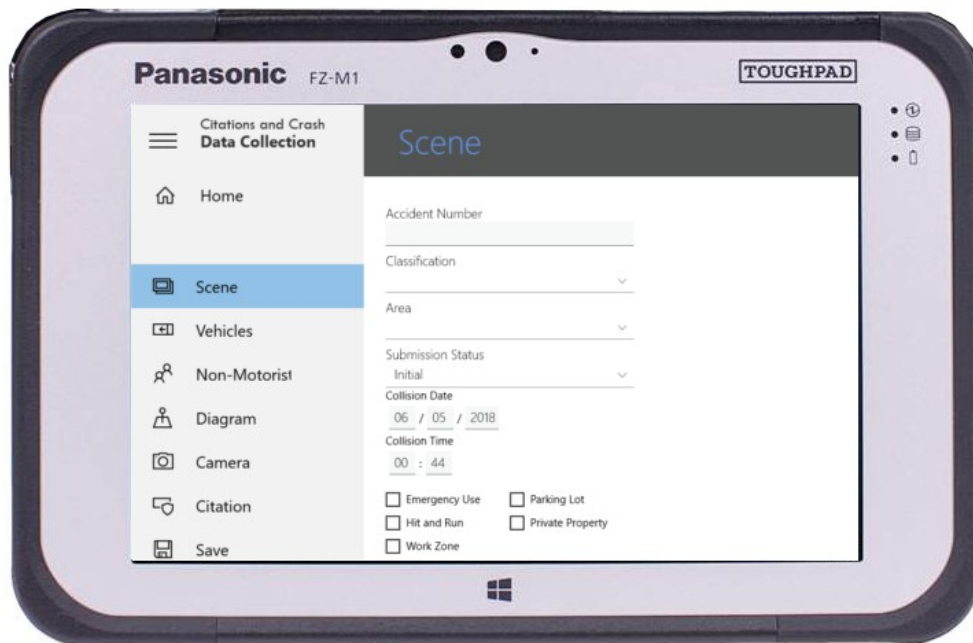 Panasonic FZ-M1
TOUGHPAD
Citations and Crash
Data Collection
Home
Scene
Vehicles
Non-Motorist
Diagram
Camera
Citation
Save
Scene
Accident Number
Classification
Area
Submission Status
Initial
Collision Date
06 / 05 / 2018
Collision Time
00 : 44
Emergency Use
Parking Lot
Hit and Run
Private Property
Work Zone